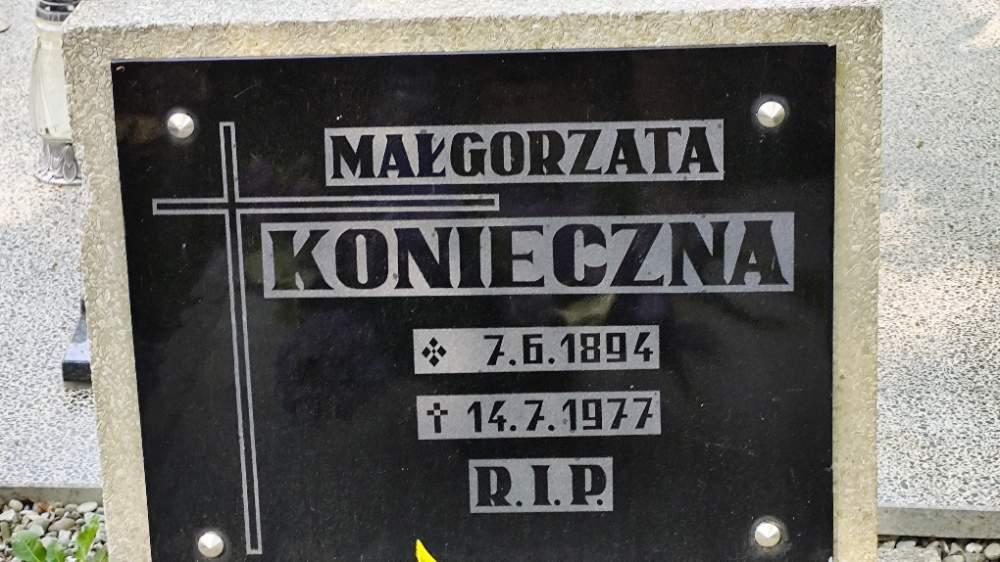 MAŁGORZATA
KONIECZNA
7.6.1894
† 14.7.1977
R.I.P.